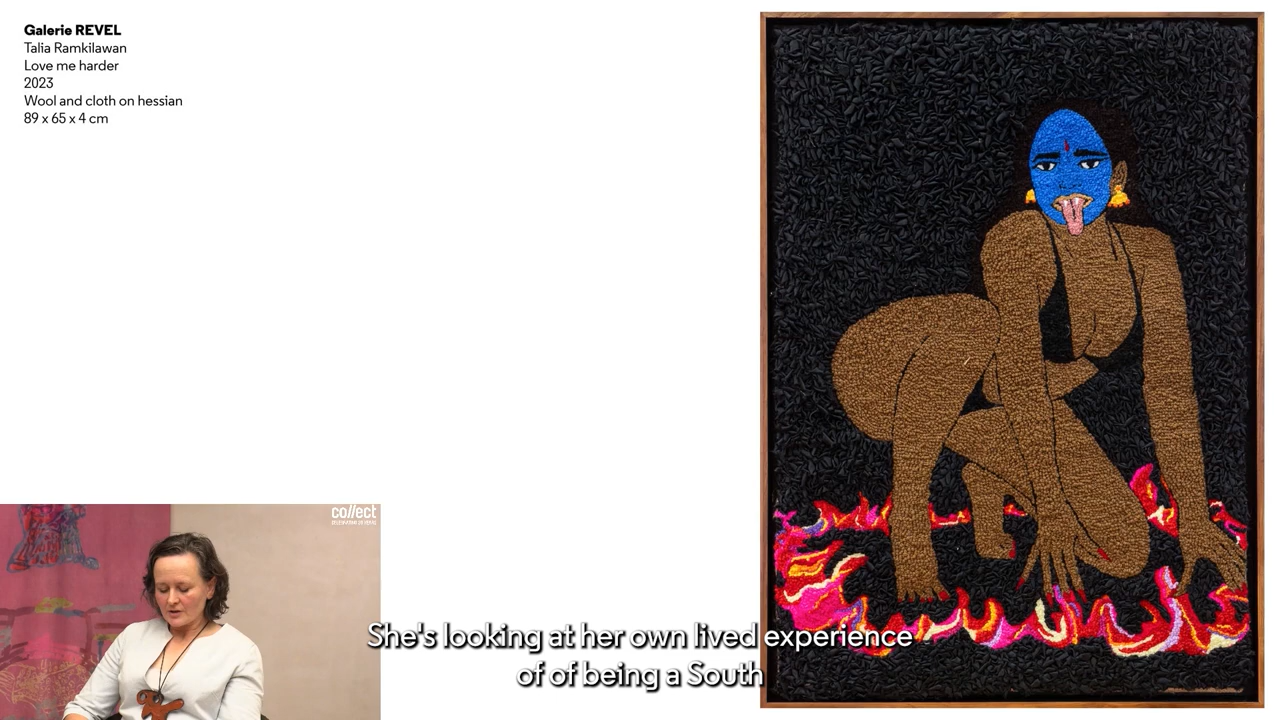 Galerie REVEL
Talia Ramkilawan
Love me harder
2023
Wool and cloth on hessian
89 x 65 x 4 cm
collect
She's looking at her own lived experience
of of being a South